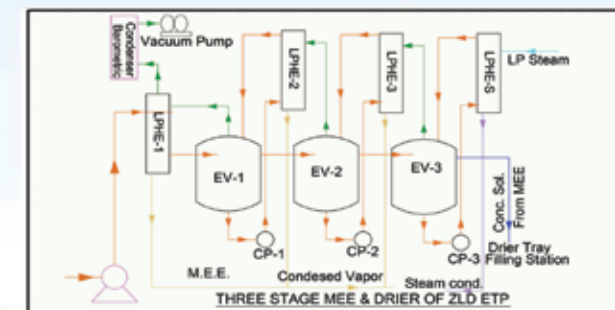 Condenser
Barometric
Vacuum Pump
LPHE-1
LPHE-2
LPHE-3
LPHE-S
LP Steam
EV-1
EV-2
EV-3
CP-1
CP-2
CP-3
Conc. Sol.
From MEE
Drier Tray
Filling Station
M.E.E.
Condesed Vapor
Steam cond.
THREE STAGE MEE & DRIER OF ZLD ETP